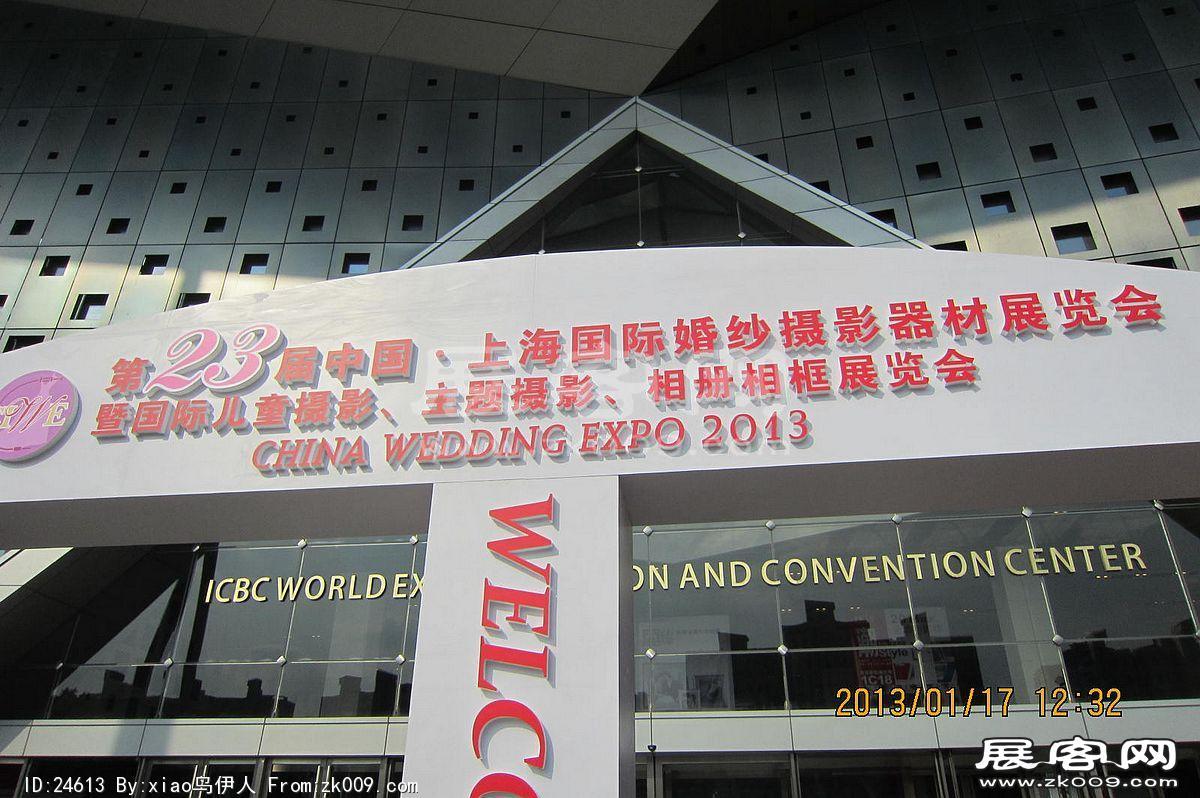 第23届中国·上海国际婚纱摄影器材展览会
暨国际儿童摄影、主题摄影、相册相框展览会
CHINA WEDDING EXPO 2013
WELCO
ICBC WORLD EX
ON AND CONVENTION CENTER
1C18
2013/01/17 12:32
展客网
www.zk009.com
ID:24613 By:xiao鸟伊人 From:zk009.com